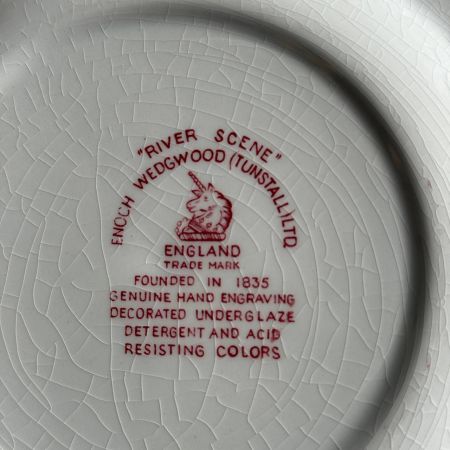 "RIVER SCENE"
ENOCH WEDGWOOD (TUNSTALL) LTD
ENGLAND
TRADE MARK
FOUNDED IN 1835
GENUINE HAND ENGRAVING
DECORATED UNDERGLAZE
DETERGENT AND ACID
RESISTING COLORS